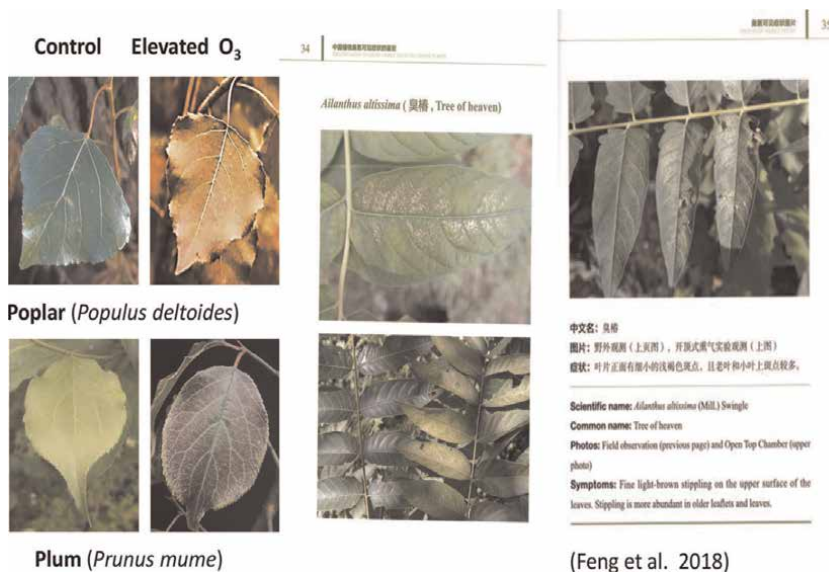 Control Elevated O₃
Poplar (Populus deltoides)
Plum (Prunus mume)
34
Ailanthus altissima (臭椿, Tree of heaven)
35
中文名：臭椿
图片：野外观测（上页图），开顶式熏气实验观测（上图）
症状：叶片正面有细小的浅褐色斑点，且老叶和小叶上斑点较多。
Scientific name: Ailanthus altissima (Mill.) Swingle
Common name: Tree of heaven
Photos: Field observation (previous page) and Open Top Chamber (upper
photo)
Symptoms: Fine light-brown stippling on the upper surface of the
leaves. Stippling is more abundant in older leaflets and leaves.
(Feng et al. 2018)